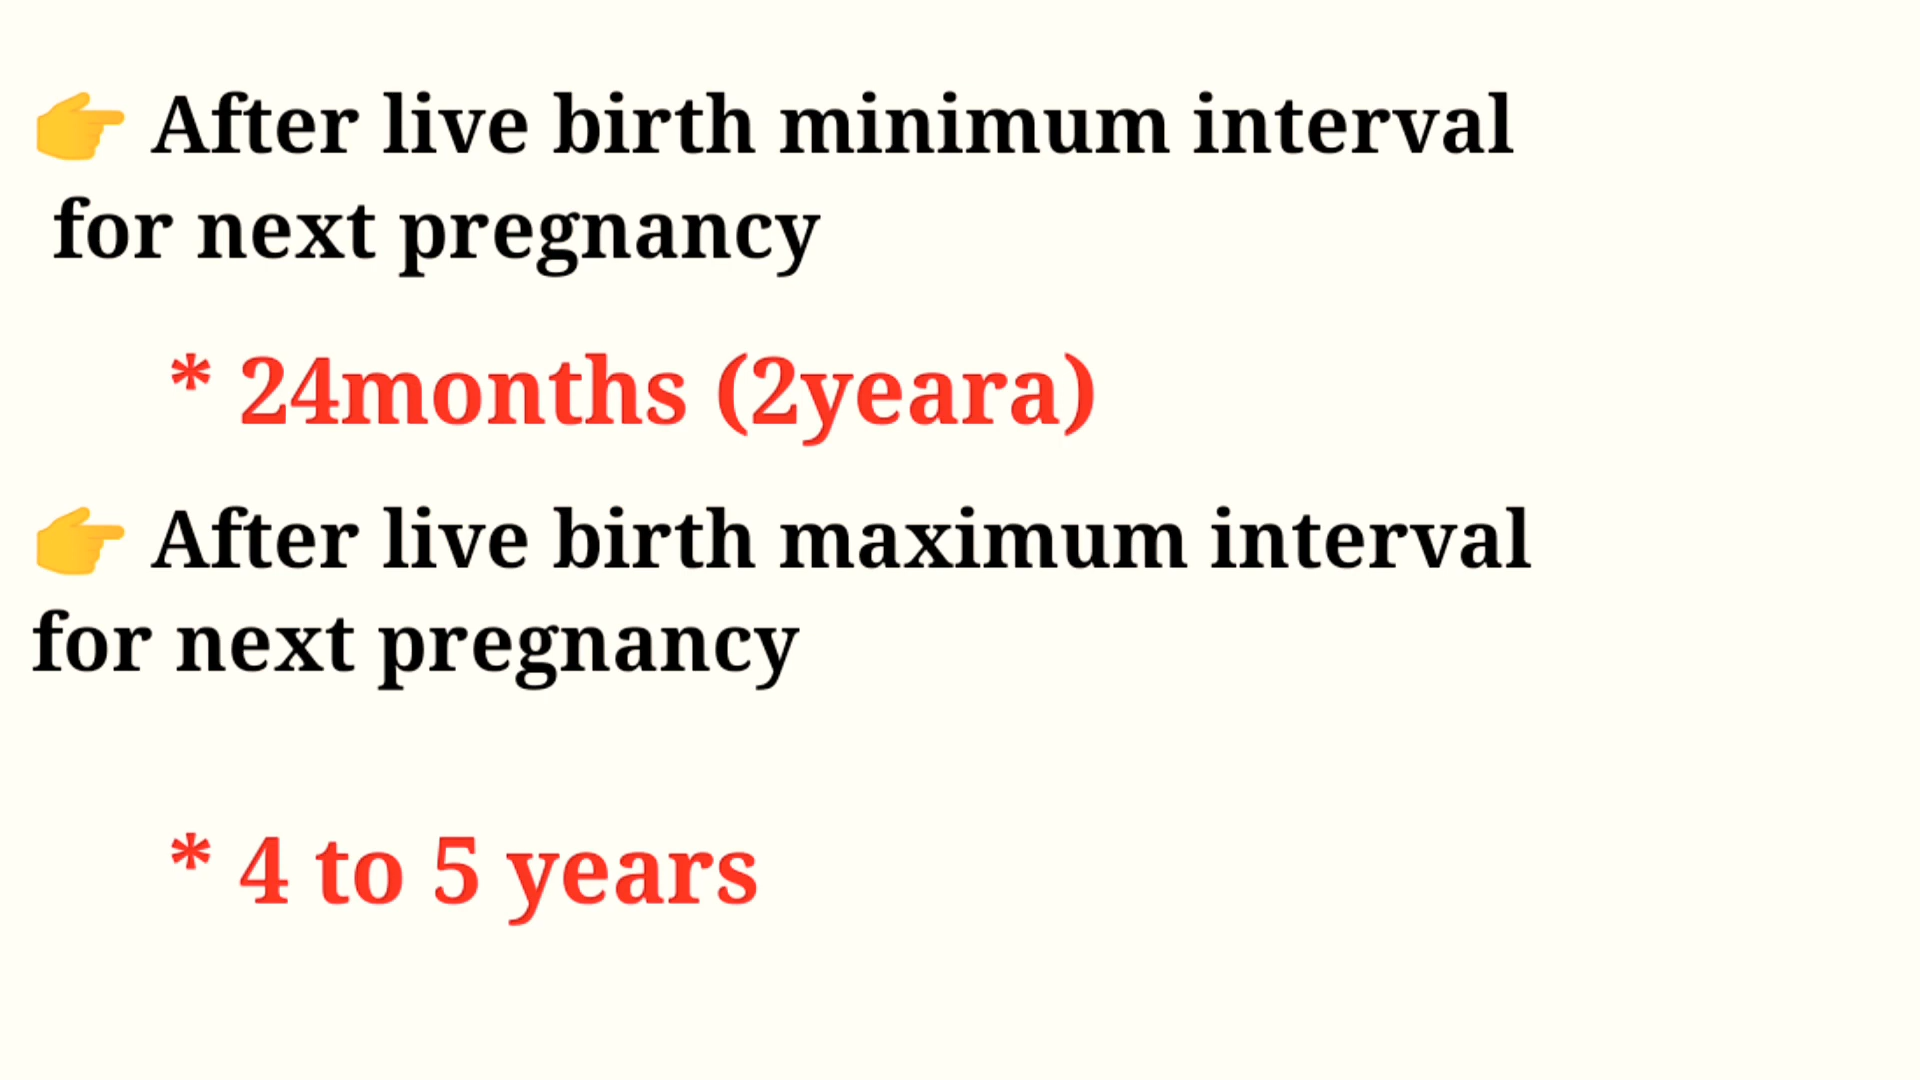 👉 After live birth minimum interval
for next pregnancy
* 24months (2yeara)
👉 After live birth maximum interval
for next pregnancy
* 4 to 5 years